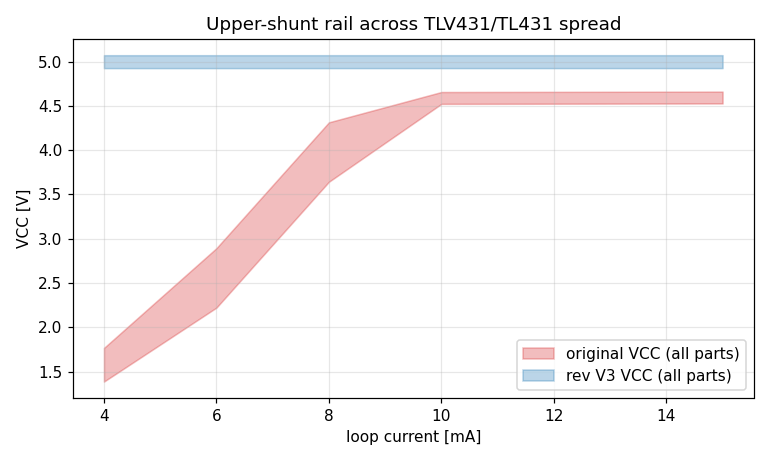 Upper-shunt rail across TLV431/TL431 spread
VCC [V]
5.0
4.5
4.0
3.5
3.0
2.5
2.0
1.5
original VCC (all parts)
rev V3 VCC (all parts)
4 6 8 10 12 14
loop current [mA]